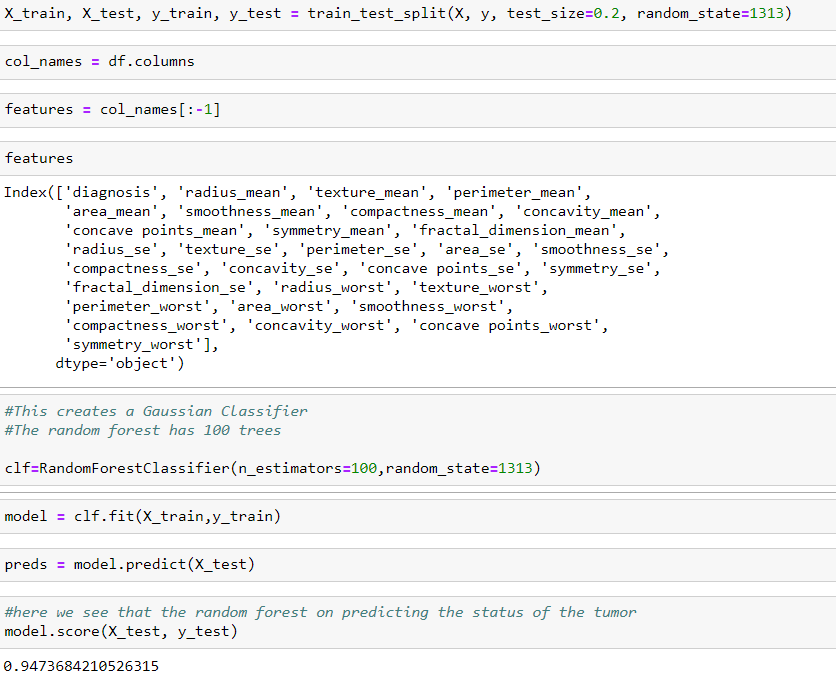 X_train, X_test, y_train, y_test = train_test_split(X, y, test_size=0.2, random_state=1313)
col_names = df.columns
features = col_names[:-1]
features
Index(['diagnosis', 'radius_mean', 'texture_mean', 'perimeter_mean',
       'area_mean', 'smoothness_mean', 'compactness_mean', 'concavity_mean',
       'concave points_mean', 'symmetry_mean', 'fractal_dimension_mean',
       'radius_se', 'texture_se', 'perimeter_se', 'area_se', 'smoothness_se',
       'compactness_se', 'concavity_se', 'concave points_se', 'symmetry_se',
       'fractal_dimension_se', 'radius_worst', 'texture_worst',
       'perimeter_worst', 'area_worst', 'smoothness_worst',
       'compactness_worst', 'concavity_worst', 'concave points_worst',
       'symmetry_worst'],
      dtype='object')
#This creates a Gaussian Classifier
#The random forest has 100 trees
clf=RandomForestClassifier(n_estimators=100,random_state=1313)
model = clf.fit(X_train,y_train)
preds = model.predict(X_test)
#here we see that the random forest on predicting the status of the tumor
model.score(X_test, y_test)
0.9473684210526315